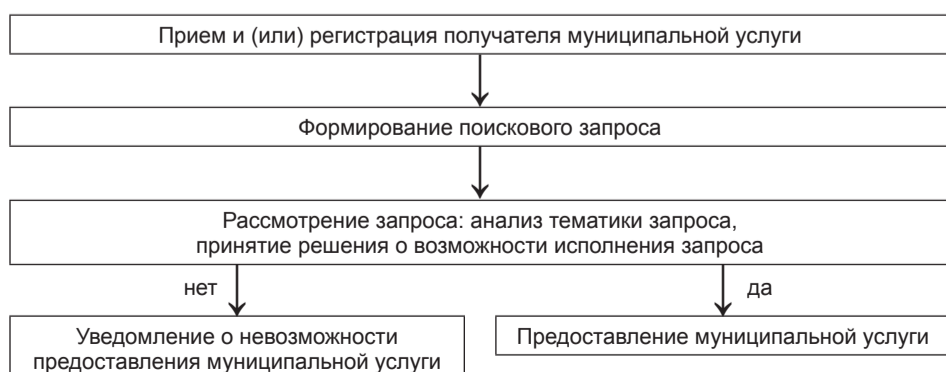 Прием и (или) регистрация получателя муниципальной услуги
Формирование поискового запроса
Рассмотрение запроса: анализ тематики запроса,
принятие решения о возможности исполнения запроса
нет
да
Уведомление о невозможности
предоставления муниципальной услуги
Предоставление муниципальной услуги